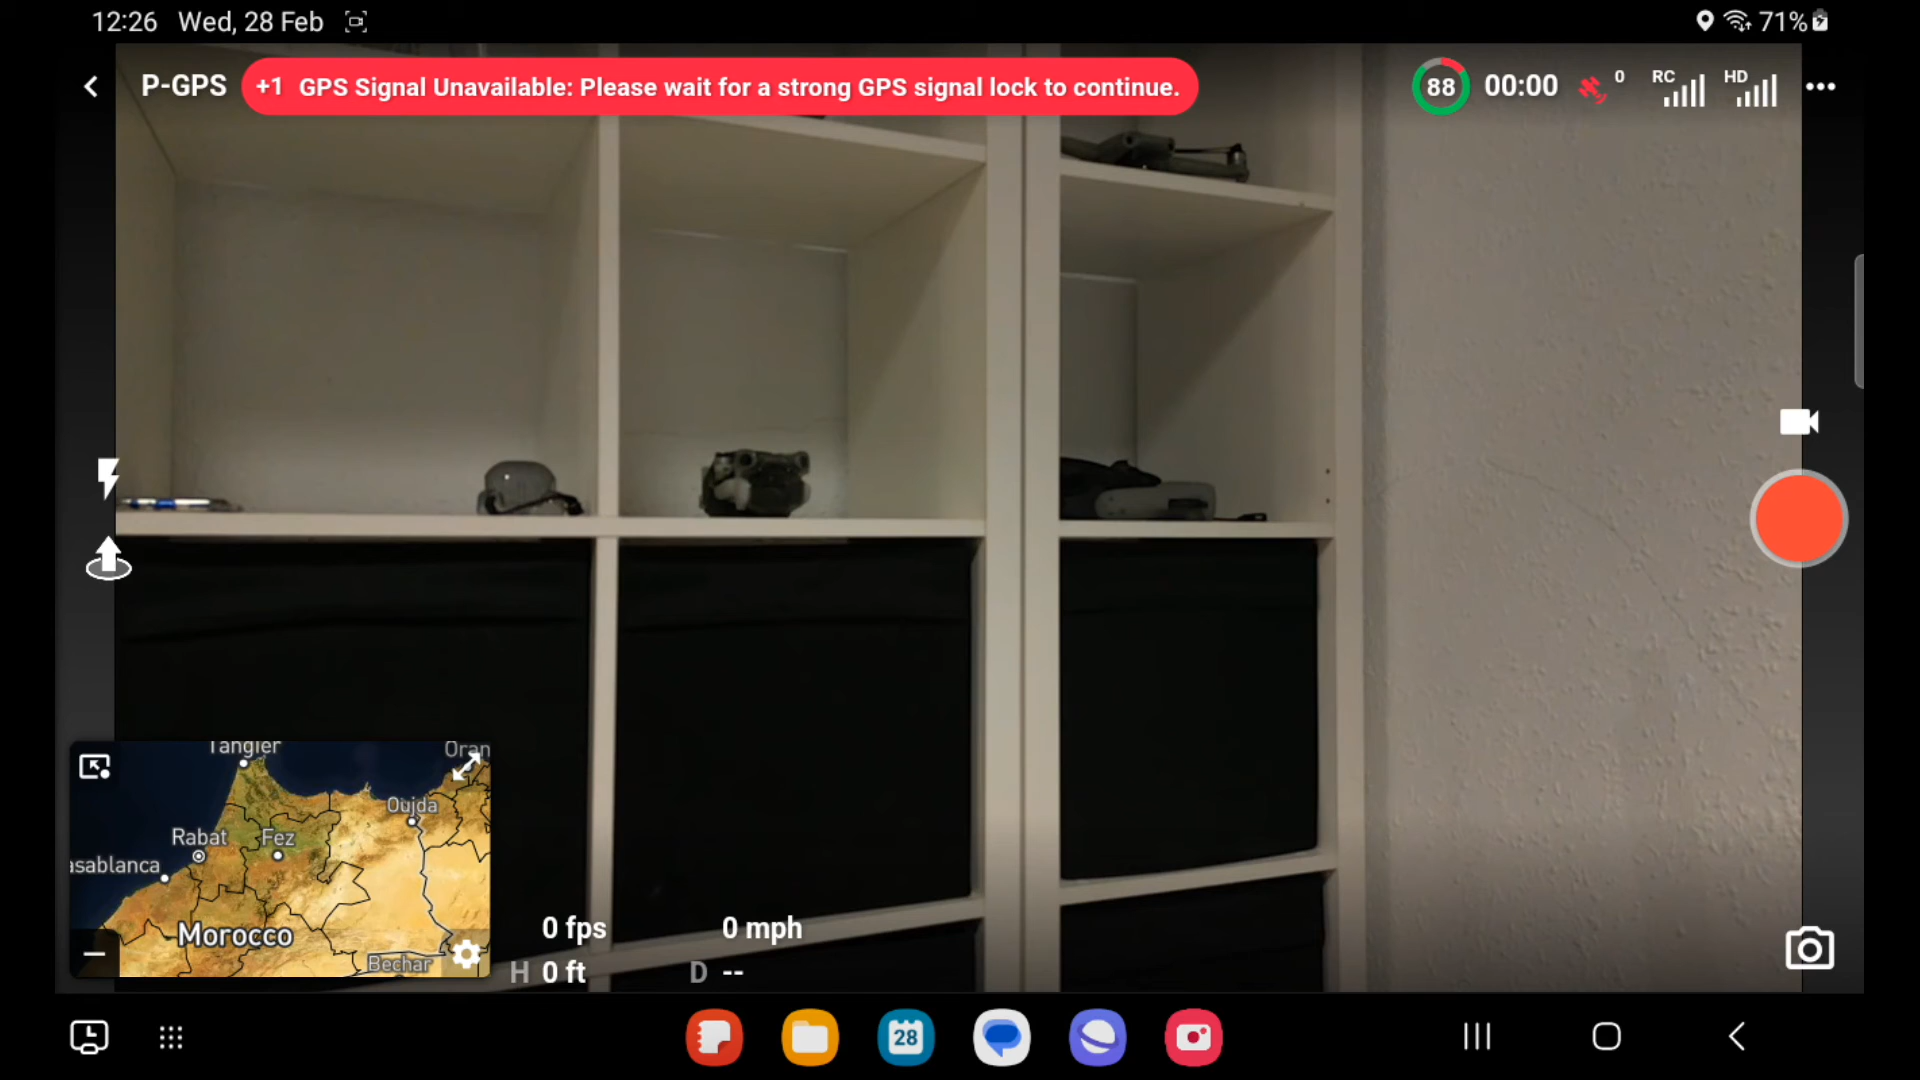 12:26 Wed, 28 Feb
71%
P-GPS
+1 GPS Signal Unavailable: Please wait for a strong GPS signal lock to continue.
88
00:00
0
RC
HD
Tangier
Oran
Oujda
Rabat
Fez
asablanca
Morocco
Bechar
0 fps
0 mph
H 0 ft
D --
28